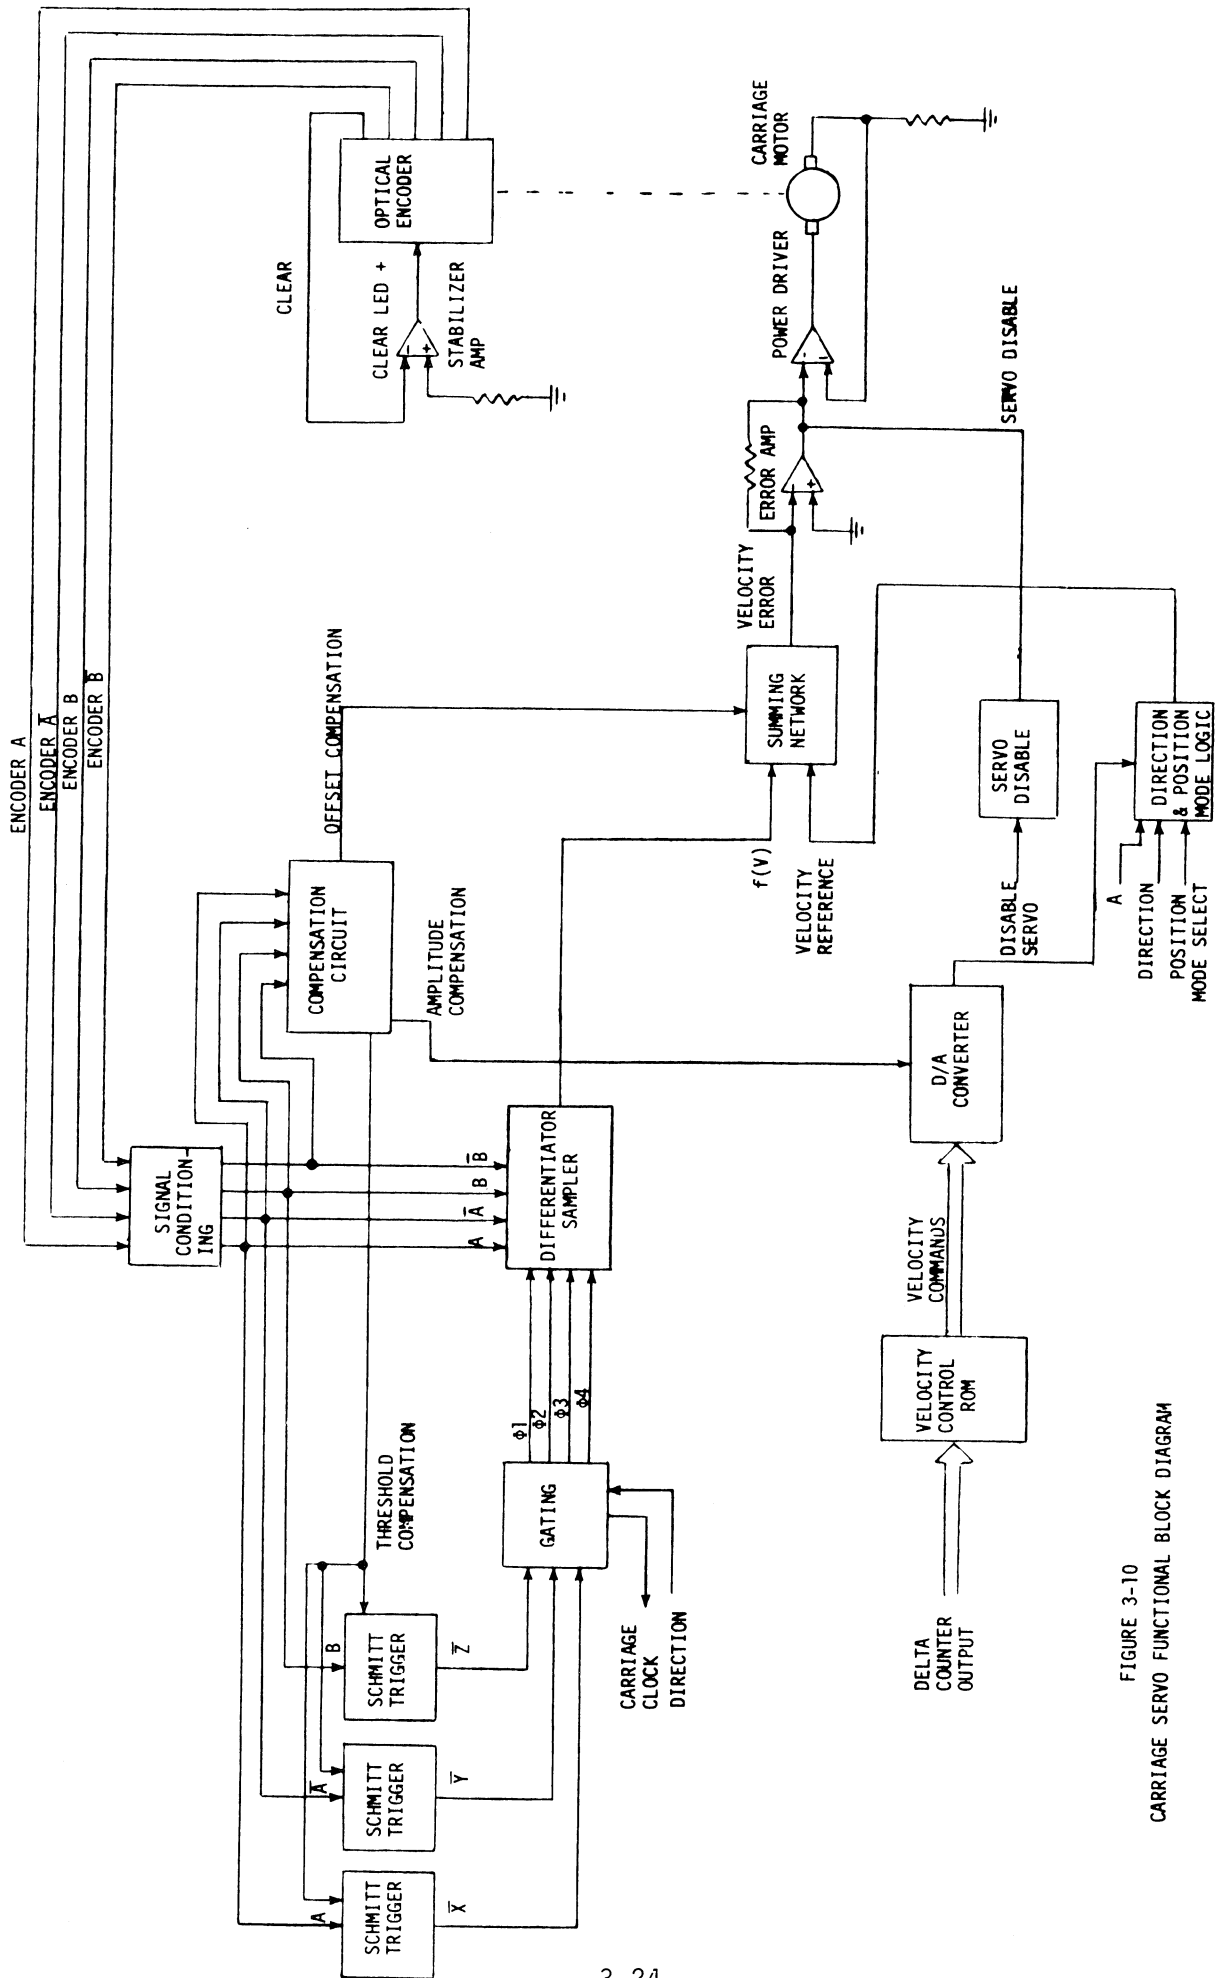 ENCODER A
ENCODER A̅
ENCODER B
ENCODER B̅
CLEAR
OPTICAL
ENCODER
CLEAR LED +
-
+
STABILIZER
AMP
SIGNAL
CONDITION-
ING
COMPENSATION
CIRCUIT
OFFSET COMPENSATION
AMPLITUDE
COMPENSATION
THRESHOLD
COMPENSATION
A
SCHMITT
TRIGGER
X̅
A̅
SCHMITT
TRIGGER
Y̅
B
SCHMITT
TRIGGER
Z̅
GATING
Φ1
Φ2
Φ3
Φ4
CARRIAGE
CLOCK
DIRECTION
A
A̅
B
B̅
DIFFERENTIATOR
SAMPLER
f(V)
VELOCITY
REFERENCE
SUMMING
NETWORK
VELOCITY
ERROR
ERROR AMP
-
+
POWER DRIVER
-
CARRIAGE
MOTOR
SERVO DISABLE
DELTA
COUNTER
OUTPUT
VELOCITY
CONTROL
ROM
VELOCITY
COMMANDS
D/A
CONVERTER
DISABLE
SERVO
SERVO
DISABLE
A
DIRECTION
POSITION
MODE SELECT
DIRECTION
& POSITION
MODE LOGIC
FIGURE 3-10
CARRIAGE SERVO FUNCTIONAL BLOCK DIAGRAM